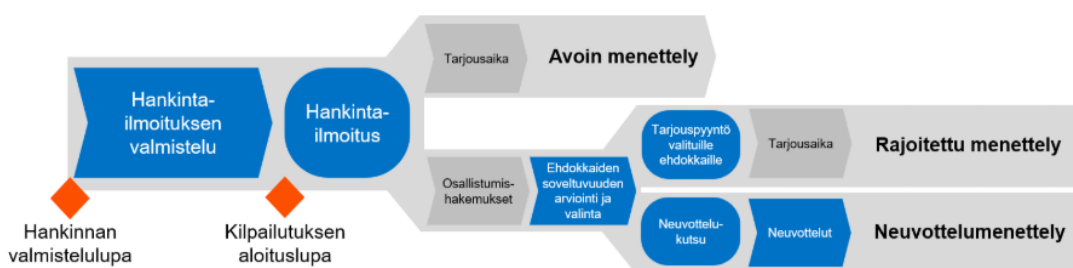 Hankinta-
ilmoituksen
valmistelu
Hankinta-
ilmoitus
Hankinnan
valmistelulupa
Kilpailutuksen
aloituslupa
Tarjousaika
Avoin menettely
Osallistumis-
hakemukset
Ehdokkaiden
soveltuvuuden
arviointi ja
valinta
Tarjouspyyntö
valituille
ehdokkaille
Tarjousaika
Rajoitettu menettely
Neuvottelu-
kutsu
Neuvottelut
Neuvottelumenettely